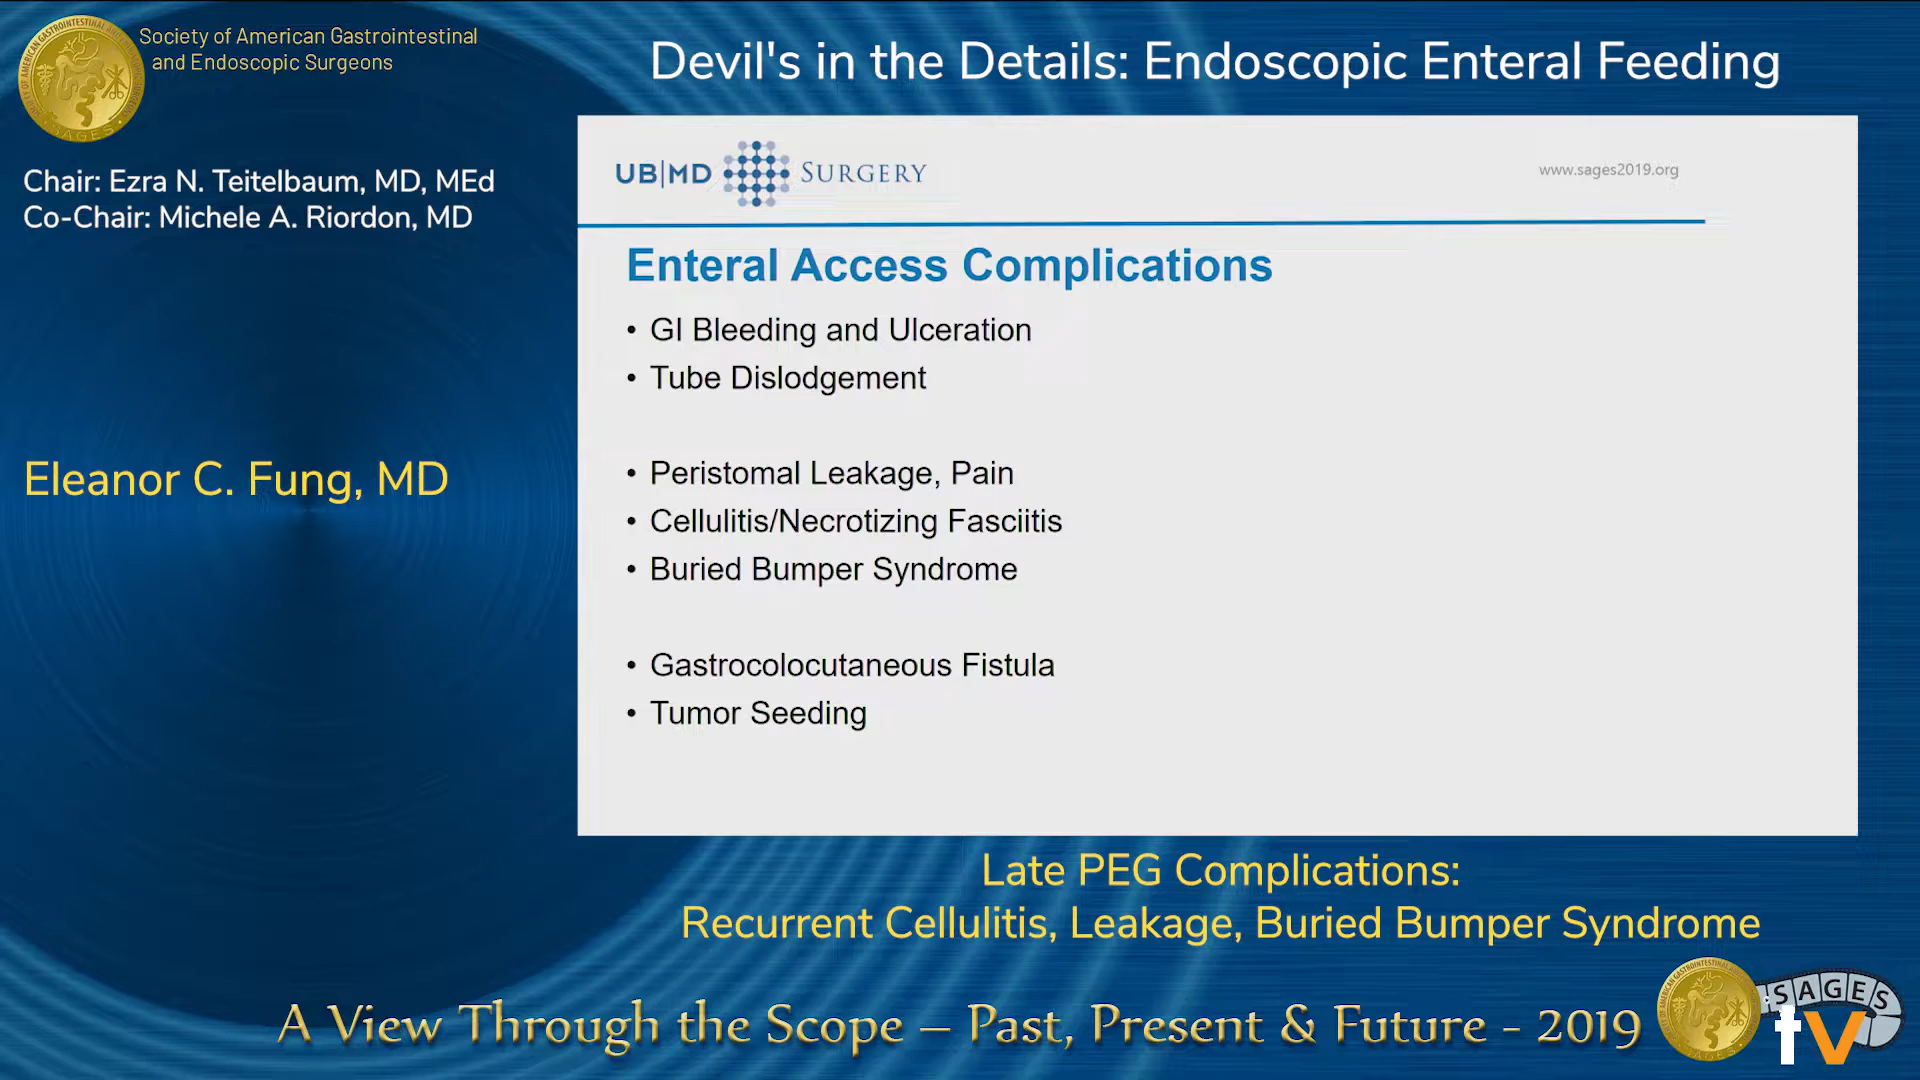 Society of American Gastrointestinal
and Endoscopic Surgeons
Devil's in the Details: Endoscopic Enteral Feeding
Chair: Ezra N. Teitelbaum, MD, MEd
Co-Chair: Michele A. Riordon, MD
Eleanor C. Fung, MD
UB|MD SURGERY
www.sages2019.org
Enteral Access Complications
• GI Bleeding and Ulceration
• Tube Dislodgement
• Peristomal Leakage, Pain
• Cellulitis/Necrotizing Fasciitis
• Buried Bumper Syndrome
• Gastrocolocutaneous Fistula
• Tumor Seeding
Late PEG Complications:
Recurrent Cellulitis, Leakage, Buried Bumper Syndrome
A View Through the Scope – Past, Present & Future - 2019
SAGES
tv